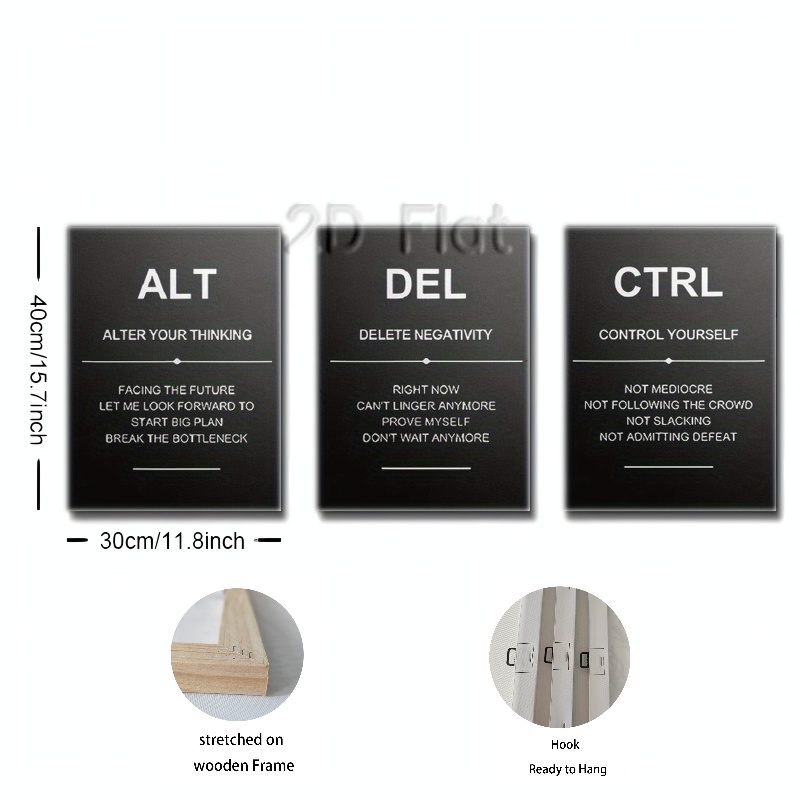 2D Flat
ALT
ALTER YOUR THINKING
FACING THE FUTURE
LET ME LOOK FORWARD TO
START BIG PLAN
BREAK THE BOTTLENECK
DEL
DELETE NEGATIVITY
RIGHT NOW
CAN'T LINGER ANYMORE
PROVE MYSELF
DON'T WAIT ANYMORE
CTRL
CONTROL YOURSELF
NOT MEDIOCRE
NOT FOLLOWING THE CROWD
NOT SLACKING
NOT ADMITTING DEFEAT
40cm/15.7inch
30cm/11.8inch
stretched on
wooden Frame
Hook
Ready to Hang